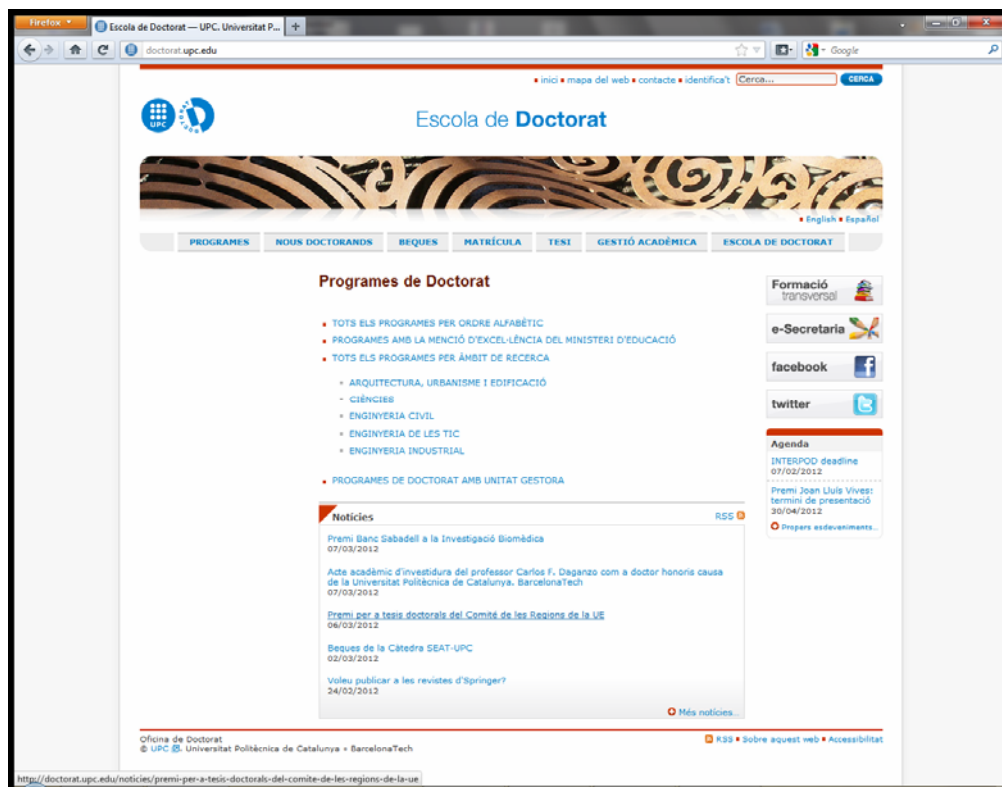 Firefox
Escola de Doctorat — UPC. Universitat P...
doctorat.upc.edu
Google
inici mapa del web contacte identifica't Cerca... CERCA
UPC
Escola de Doctorat
English Español
PROGRAMES NOUS DOCTORANDS BEQUES MATRÍCULA TESI GESTIÓ ACADÈMICA ESCOLA DE DOCTORAT
Programes de Doctorat
TOTS ELS PROGRAMES PER ORDRE ALFABÈTIC
PROGRAMES AMB LA MENCIÓ D'EXCEL·LÈNCIA DEL MINISTERI D'EDUCACIÓ
TOTS ELS PROGRAMES PER ÀMBIT DE RECERCA
ARQUITECTURA, URBANISME I EDIFICACIÓ
CIÈNCIES
ENGINYERIA CIVIL
ENGINYERIA DE LES TIC
ENGINYERIA INDUSTRIAL
PROGRAMES DE DOCTORAT AMB UNITAT GESTORA
Notícies RSS
Premi Banc Sabadell a la Investigació Biomèdica
07/03/2012
Acte acadèmic d'investidura del professor Carlos F. Daganzo com a doctor honoris causa
de la Universitat Politècnica de Catalunya. BarcelonaTech
07/03/2012
Premi per a tesis doctorals del Comité de les Regions de la UE
06/03/2012
Beques de la Càtedra SEAT-UPC
02/03/2012
Voleu publicar a les revistes d'Springer?
24/02/2012
Més notícies...
Formació
transversal
e-Secretaria
facebook
twitter
Agenda
INTERPOD deadline
07/02/2012
Premi Joan Lluís Vives:
termini de presentació
30/04/2012
Propers esdeveniments...
Oficina de Doctorat
© UPC. Universitat Politècnica de Catalunya • BarcelonaTech
RSS Sobre aquest web Accessibilitat
http://doctorat.upc.edu/noticies/premi-per-a-tesis-doctorals-del-comite-de-les-regions-de-la-ue